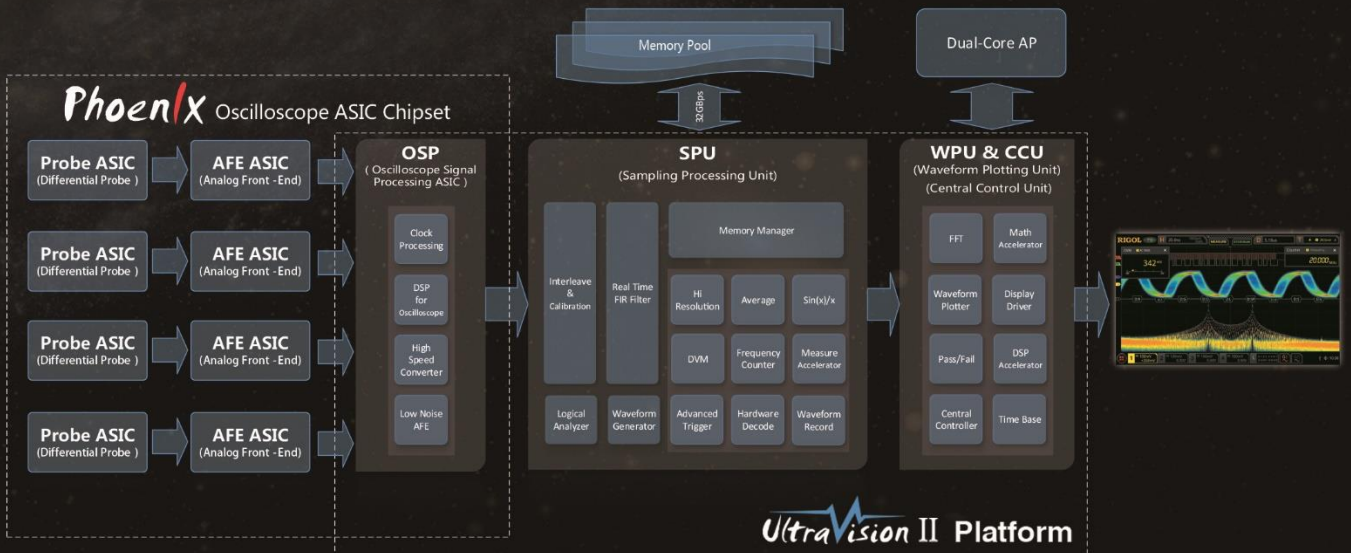 Memory Pool
Dual-Core AP
32GBps
PhoenIx Oscilloscope ASIC Chipset
Probe ASIC
(Differential Probe )
AFE ASIC
(Analog Front -End)
Probe ASIC
(Differential Probe )
AFE ASIC
(Analog Front -End)
Probe ASIC
(Differential Probe )
AFE ASIC
(Analog Front -End)
Probe ASIC
(Differential Probe )
AFE ASIC
(Analog Front -End)
OSP
( Oscilloscope Signal
Processing ASIC )
Clock
Processing
DSP
for
Oscilloscope
High
Speed
Converter
Low Noise
AFE
SPU
(Sampling Processing Unit)
Interleave
&
Calibration
Real Time
FIR Filter
Memory Manager
Hi
Resolution
Average
Sin(x)/x
DVM
Frequency
Counter
Measure
Accelerator
Logical
Analyzer
Waveform
Generator
Advanced
Trigger
Hardware
Decode
Waveform
Record
WPU & CCU
(Waveform Plotting Unit)
(Central Control Unit)
FFT
Math
Accelerator
Waveform
Plotter
Display
Driver
Pass/Fail
DSP
Accelerator
Central
Controller
Time Base
RIGOL
342
20.000
UltraVision II Platform